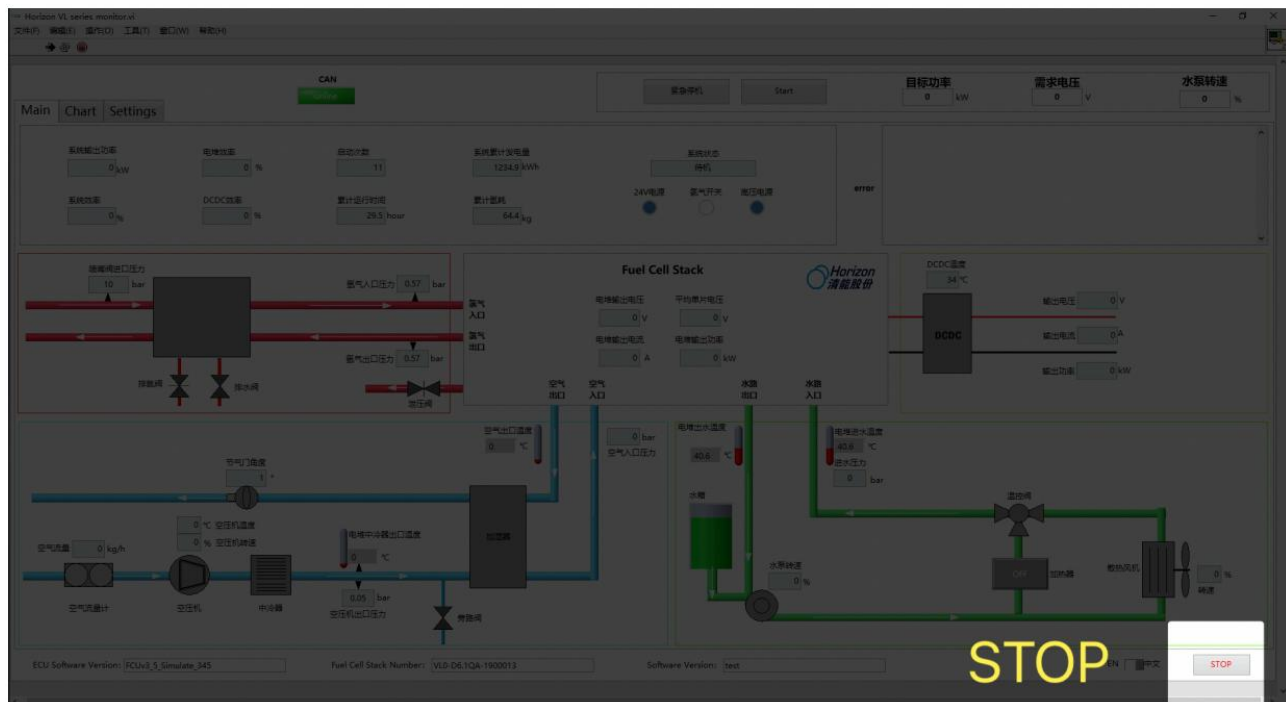 Horizon VL series monitor.vi
文件(F) 编辑(E) 操作(O) 工具(T) 窗口(W) 帮助(H)
CAN
Online
紧急停机 Start
目标功率 需求电压 水泵转速
0 kW 0 V 0 %
Main Chart Settings
系统输出功率 电堆效率 启动次数 系统累计发电量 系统状态
0 kW 0 % 11 1234.9 kWh 待机
24V电源 氢气开关 高压电源
error
系统效率 DCDC效率 累计运行时间 累计氢耗
0 % 0 % 29.5 hour 64.4 kg
进口压力
10 bar
氢气入口压力 0.57 bar
氢气入口
氢气出口
氢气出口压力 0.57 bar
排氮阀 排水阀
泄压阀
Fuel Cell Stack
Horizon
清能股份
电堆输出电压 平均单片电压
0 V 0 V
电堆输出电流 电堆输出功率
0 A 0 kW
空气出口 空气入口 水路出口 水路入口
DCDC温度
34 ℃
DCDC
输出电压 0 V
输出电流 0 A
输出功率 0 kW
空气出口温度
0 ℃
0 bar
空气入口压力
节气门角度
1 °
0 ℃ 空压机温度
0 % 空压机转速
空气流量 0 kg/h
电堆中冷器出口温度
0 ℃
加湿器
0.05 bar
空压机出口压力
空气流量计 空压机 中冷器 旁路阀
电堆出水温度
40.6 ℃
电堆进水温度
40.6 ℃
进水压力
0 bar
水箱
温控阀
水泵转速
0 %
OFF 加热器
散热风机
0 %
转速
ECU Software Version: FCUv3_5_Simulate_345 Fuel Cell Stack Number: VL0-D6.1QA-1900013 Software Version: test
STOP
EN 中文
STOP